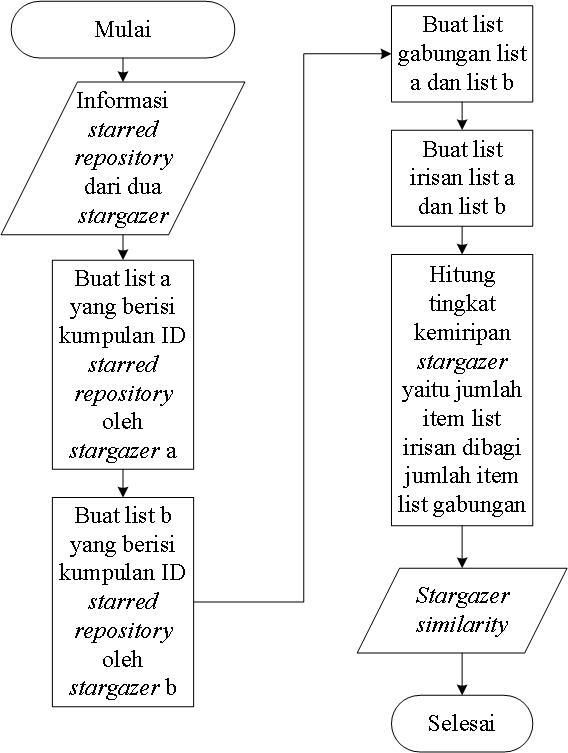 Mulai
Informasi
starred
repository
dari dua
stargazer
Buat list a
yang berisi
kumpulan ID
starred
repository
oleh
stargazer a
Buat list b
yang berisi
kumpulan ID
starred
repository
oleh
stargazer b
Buat list
gabungan list
a dan list b
Buat list
irisan list a
dan list b
Hitung
tingkat
kemiripan
stargazer
yaitu jumlah
item list
irisan dibagi
jumlah item
list gabungan
Stargazer
similarity
Selesai